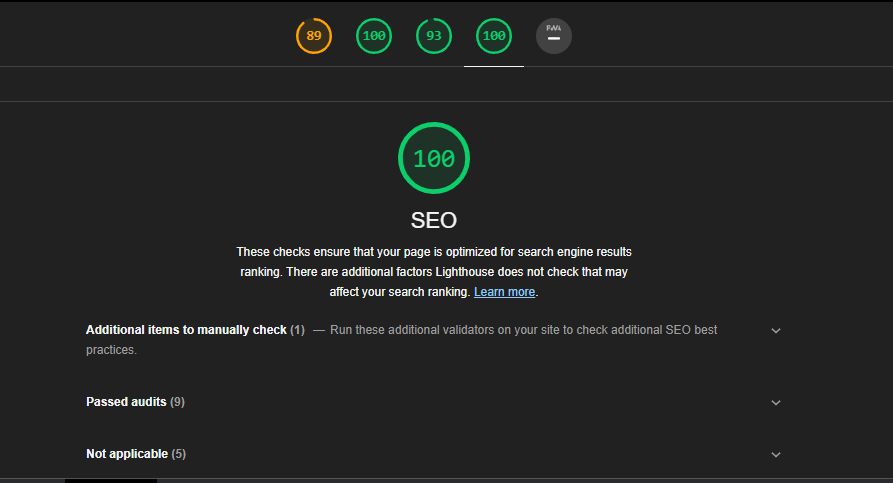 89 100 93 100 PWA
100
SEO
These checks ensure that your page is optimized for search engine results
ranking. There are additional factors Lighthouse does not check that may
affect your search ranking. Learn more.
Additional items to manually check (1) — Run these additional validators on your site to check additional SEO best
practices.
Passed audits (9)
Not applicable (5)